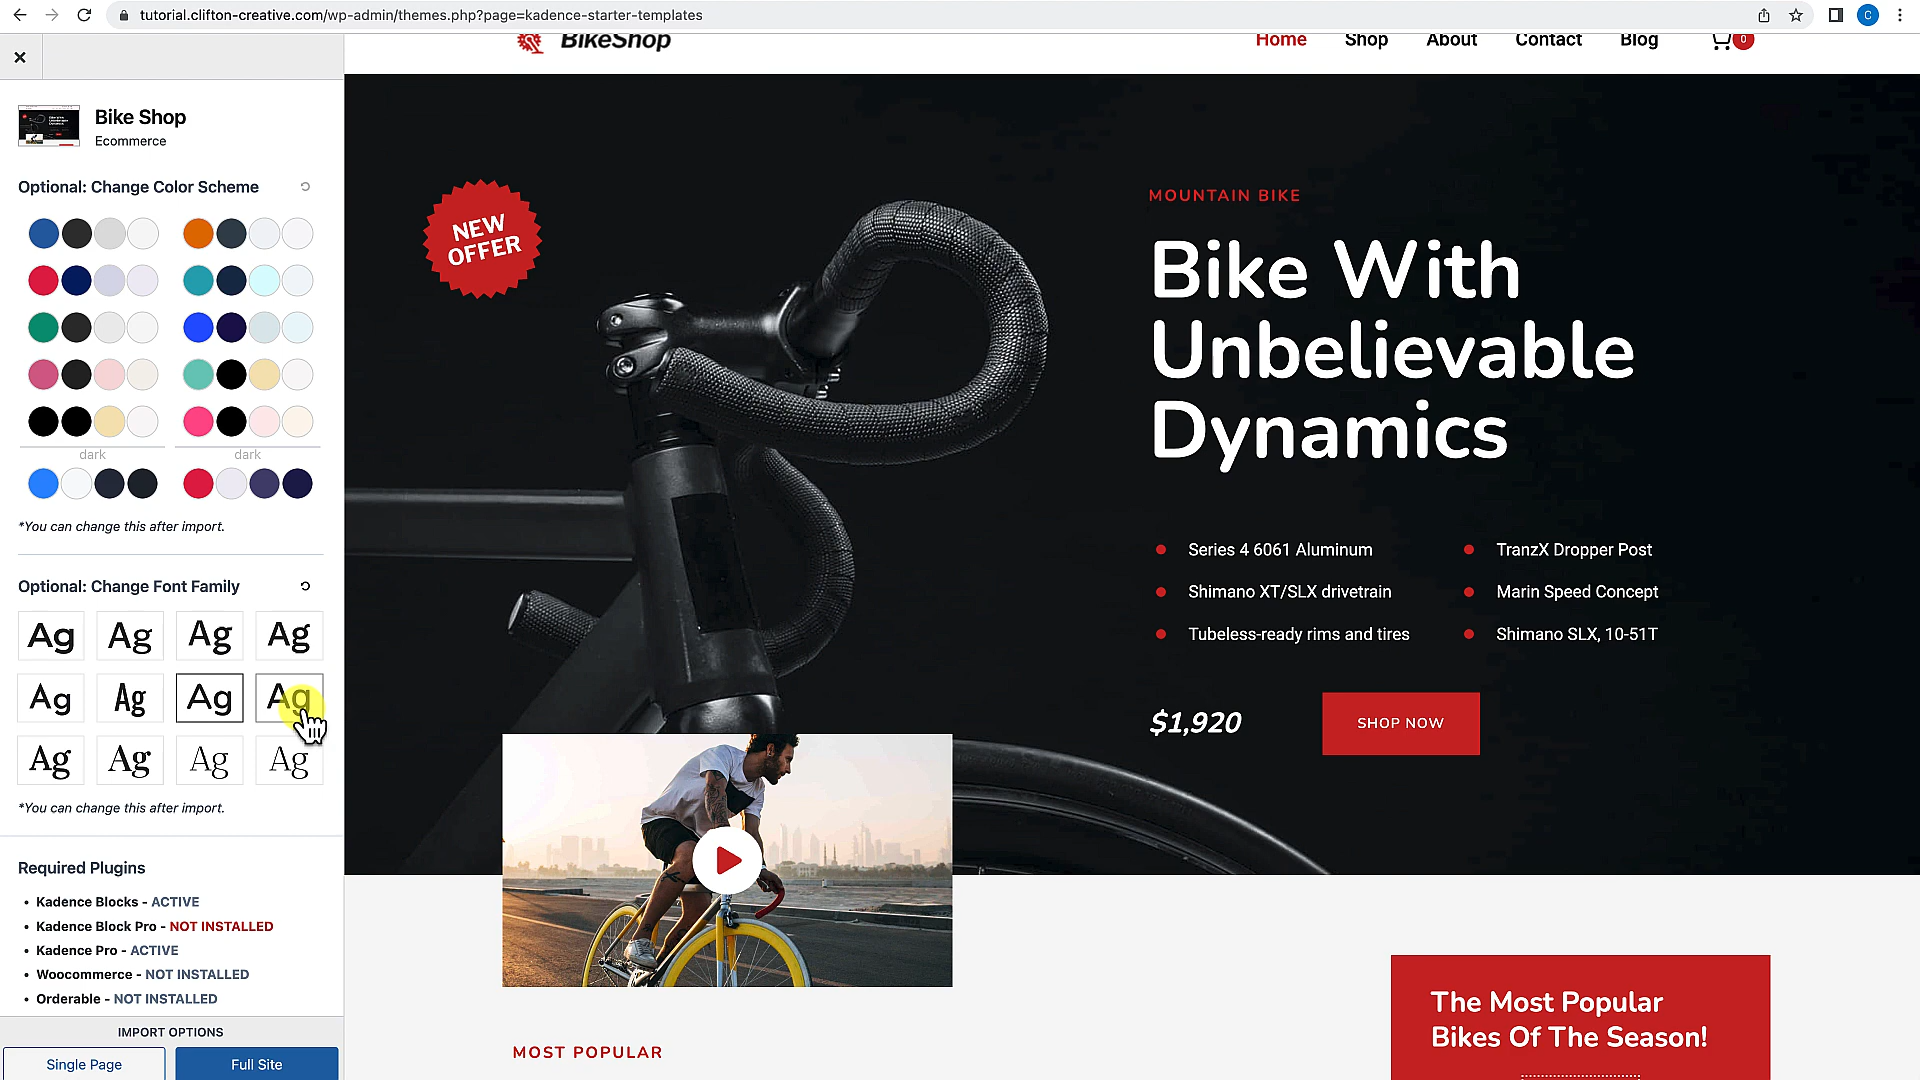 tutorial.clifton-creative.com/wp-admin/themes.php?page=kadence-starter-templates
C
Bike Shop
Ecommerce
Optional: Change Color Scheme
dark
dark
*You can change this after import.
Optional: Change Font Family
Ag Ag Ag Ag
Ag Ag Ag Ag
Ag Ag Ag Ag
*You can change this after import.
Required Plugins
Kadence Blocks - ACTIVE
Kadence Block Pro - NOT INSTALLED
Kadence Pro - ACTIVE
Woocommerce - NOT INSTALLED
Orderable - NOT INSTALLED
IMPORT OPTIONS
Single Page
Full Site
BikeShop
Home Shop About Contact Blog 0
NEW
OFFER
MOUNTAIN BIKE
Bike With
Unbelievable
Dynamics
Series 4 6061 Aluminum
Shimano XT/SLX drivetrain
Tubeless-ready rims and tires
TranzX Dropper Post
Marin Speed Concept
Shimano SLX, 10-51T
$1,920
SHOP NOW
MOST POPULAR
The Most Popular
Bikes Of The Season!